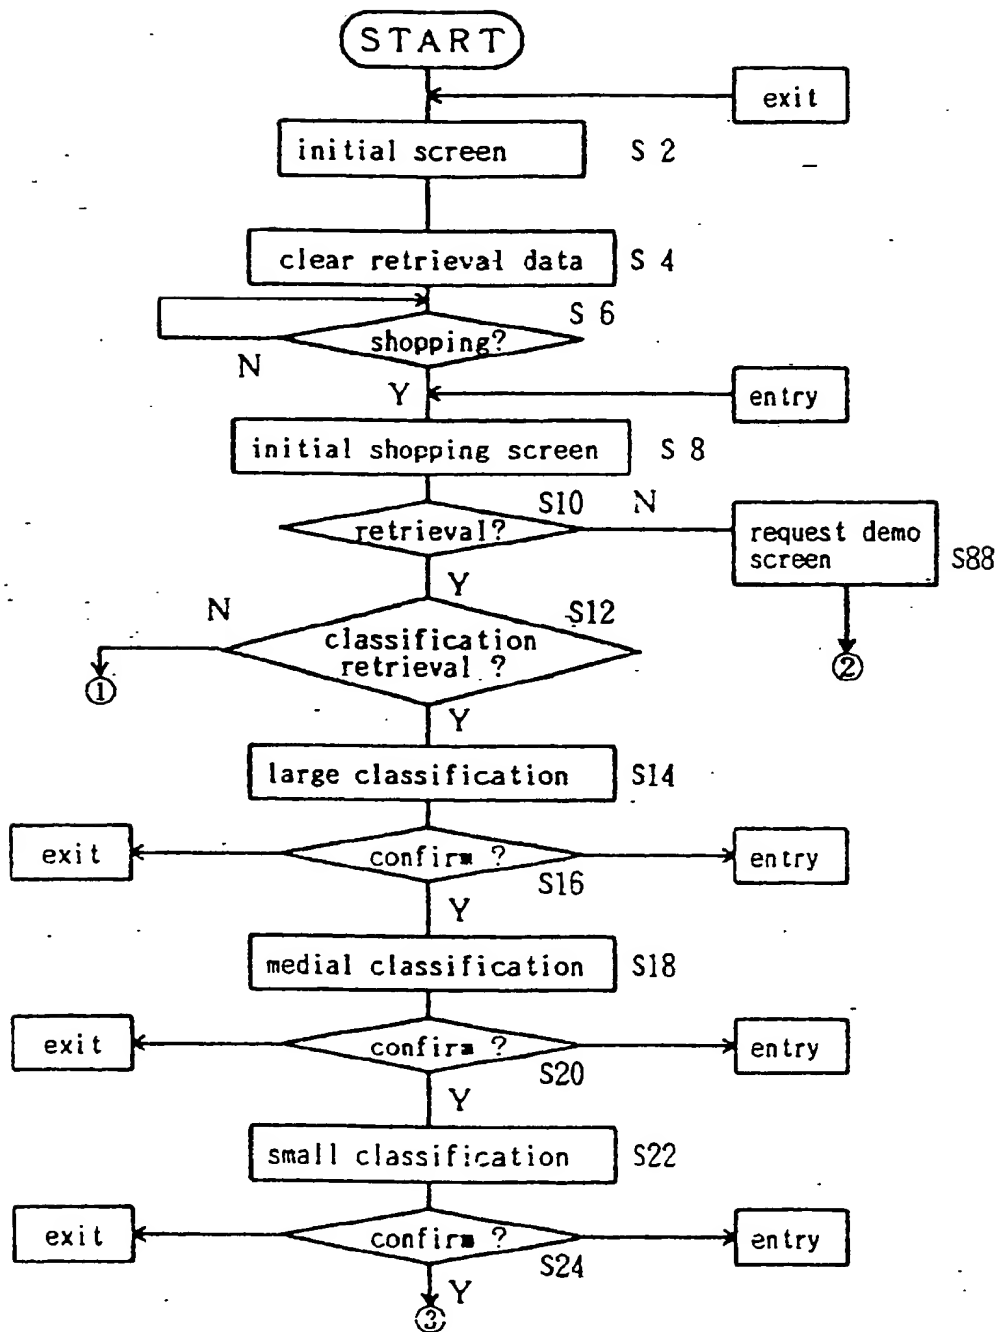 START
exit
initial screen S 2
clear retrieval data S 4
S 6
shopping?
N
Y
entry
initial shopping screen S 8
S10 N
retrieval?
request demo
screen S88
Y
N S12
classification
retrieval ?
① ②
Y
large classification S14
exit confirm ? entry
S16
Y
medial classification S18
exit confirm ? entry
S20
Y
small classification S22
exit confirm ? entry
S24
Y
③